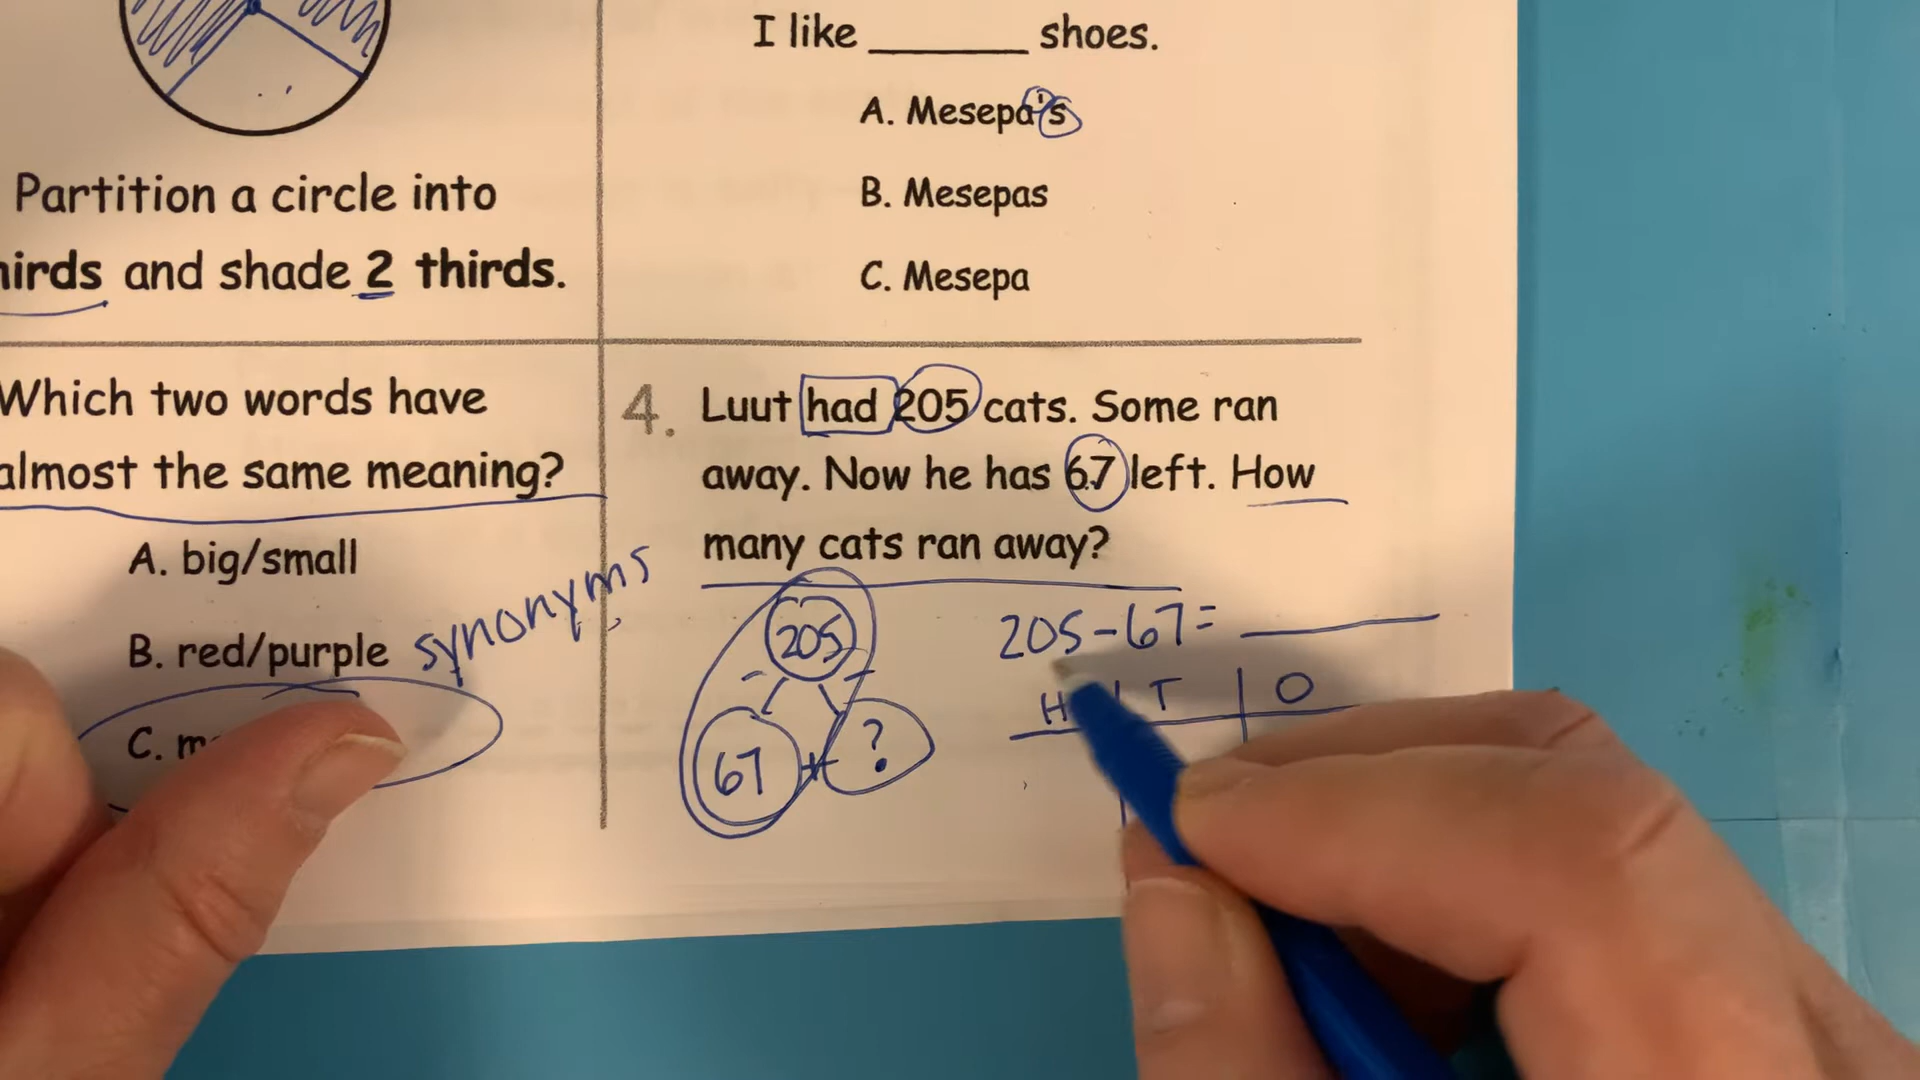 Partition a circle into
and shade 2 thirds.
I like _______ shoes.
A. Mesepa's
B. Mesepas
C. Mesepa
Which two words have
almost the same meaning?
A. big/small
B. red/purple
synonyms
C.
4. Luut had 205 cats. Some ran
away. Now he has 67 left. How
many cats ran away?
205
67 + ?
205-67= ____
H T O